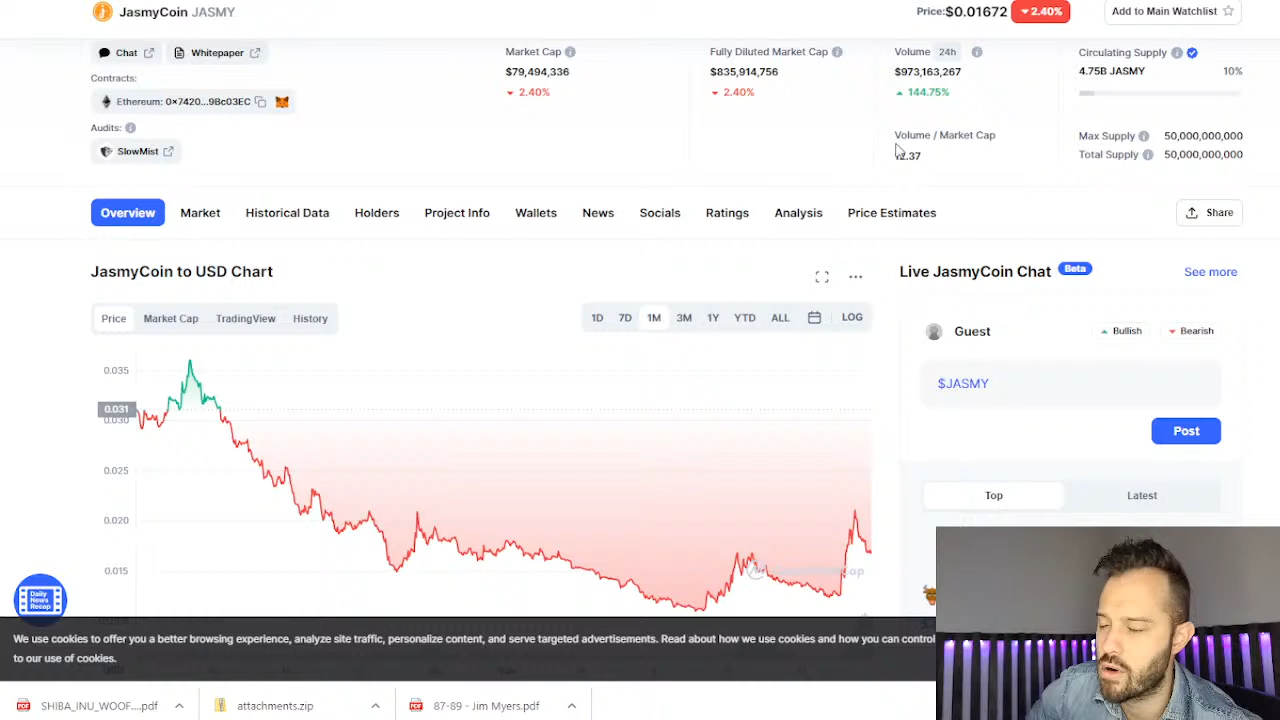 JasmyCoin JASMY
Price:$0.01672 2.40%
Add to Main Watchlist
Chat Whitepaper
Contracts:
Ethereum: 0x7420...9Bc03EC
Audits:
SlowMist
Market Cap
$79,494,336
2.40%
Fully Diluted Market Cap
$835,914,756
2.40%
Volume 24h
$973,163,267
144.75%
Volume / Market Cap
12.37
Circulating Supply
4.75B JASMY 10%
Max Supply 50,000,000,000
Total Supply 50,000,000,000
Overview Market Historical Data Holders Project Info Wallets News Socials Ratings Analysis Price Estimates Share
JasmyCoin to USD Chart
Price Market Cap TradingView History
1D 7D 1M 3M 1Y YTD ALL LOG
0.035
0.031
0.030
0.025
0.020
0.015
Live JasmyCoin Chat Beta See more
Guest Bullish Bearish
$JASMY
Post
Top Latest
Daily
News
Recap
We use cookies to offer you a better browsing experience, analyze site traffic, personalize content, and serve targeted advertisements. Read about how we use cookies and how you can control
to our use of cookies.
SHIBA_INU_WOOF....pdf attachments.zip 87-89 - Jim Myers.pdf